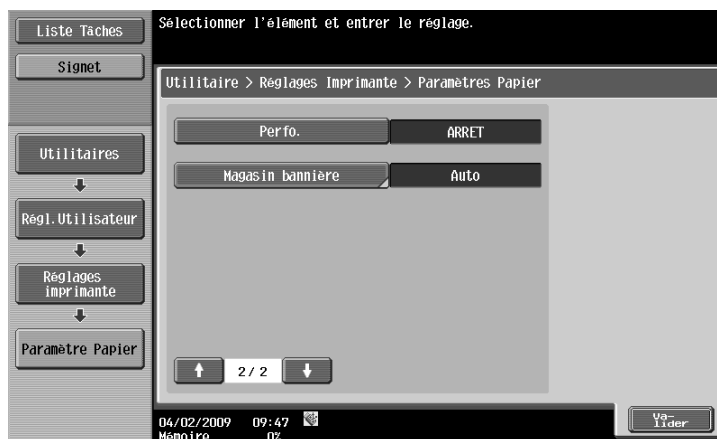 Liste Tâches
Sélectionner l'élément et entrer le réglage.
Signet
Utilitaire > Réglages Imprimante > Paramètres Papier
Perfo.
ARRET
Magasin bannière
Auto
Utilitaires
Régl.Utilisateur
Réglages
imprimante
Paramètre Papier
2/2
04/02/2009 09:47
Mémoire 0%
Va-
lider